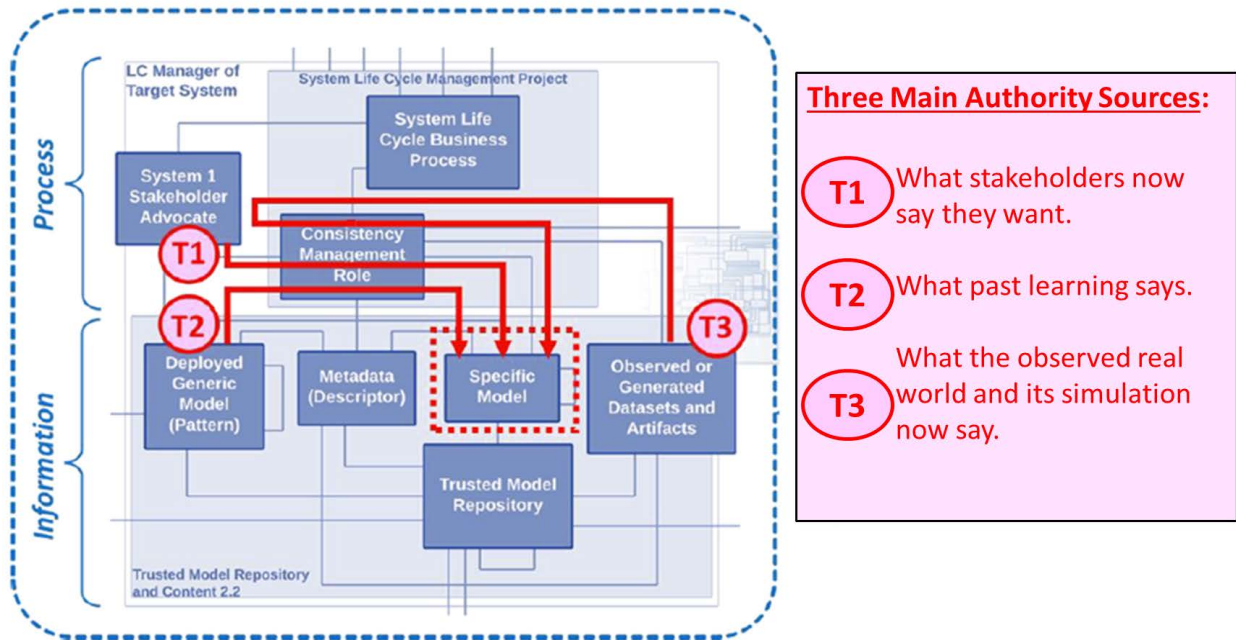 LC Manager of
Target System
System Life Cycle Management Project
System Life
Cycle Business
Process
Process
System 1
Stakeholder
Advocate
T1
Consistency
Management
Role
T2
T3
Information
Deployed
Generic
Model
(Pattern)
Metadata
(Descriptor)
Specific
Model
Observed or
Generated
Datasets and
Artifacts
Trusted Model
Repository
Trusted Model Repository
and Content 2.2
Three Main Authority Sources:
T1
What stakeholders now
say they want.
T2
What past learning says.
T3
What the observed real
world and its simulation
now say.